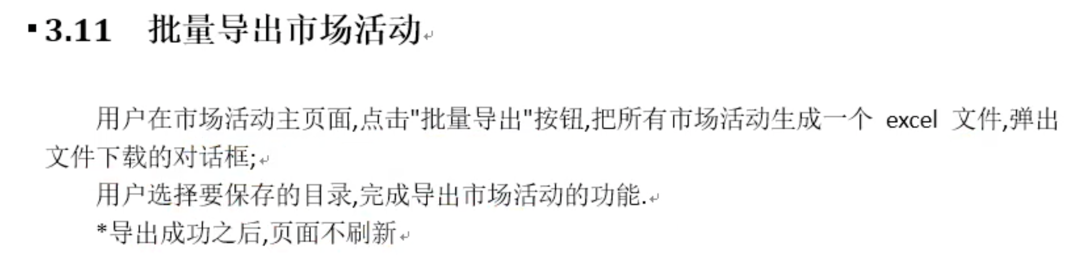 ▪3.11 批量导出市场活动↵
用户在市场活动主页面,点击"批量导出"按钮,把所有市场活动生成一个 excel 文件,弹出
文件下载的对话框;↵
用户选择要保存的目录,完成导出市场活动的功能.↵
*导出成功之后,页面不刷新↵